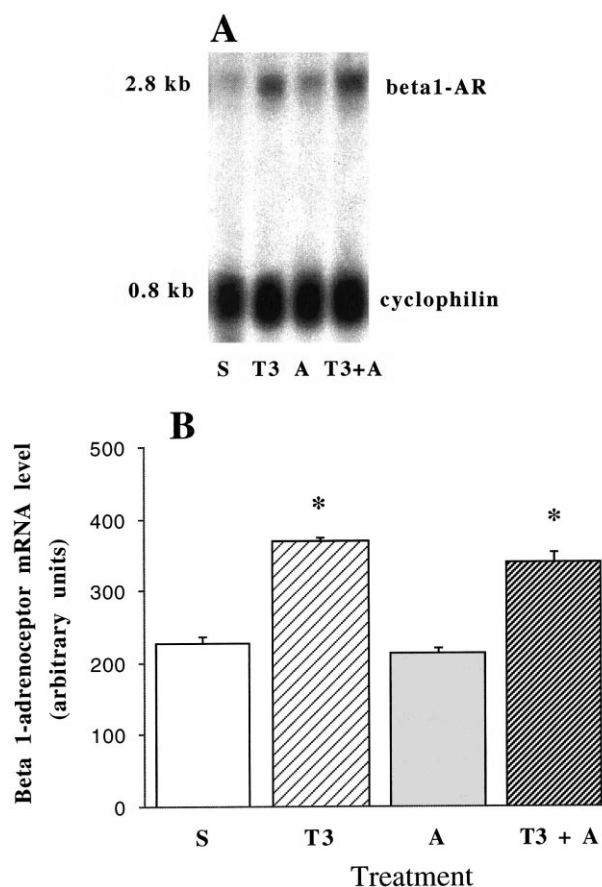 A
2.8 kb beta1-AR
0.8 kb cyclophilin
S T3 A T3+A
B
Beta 1-adrenoceptor mRNA level
(arbitrary units)
500
400
300
200
100
0
* *
S T3 A T3 + A
Treatment